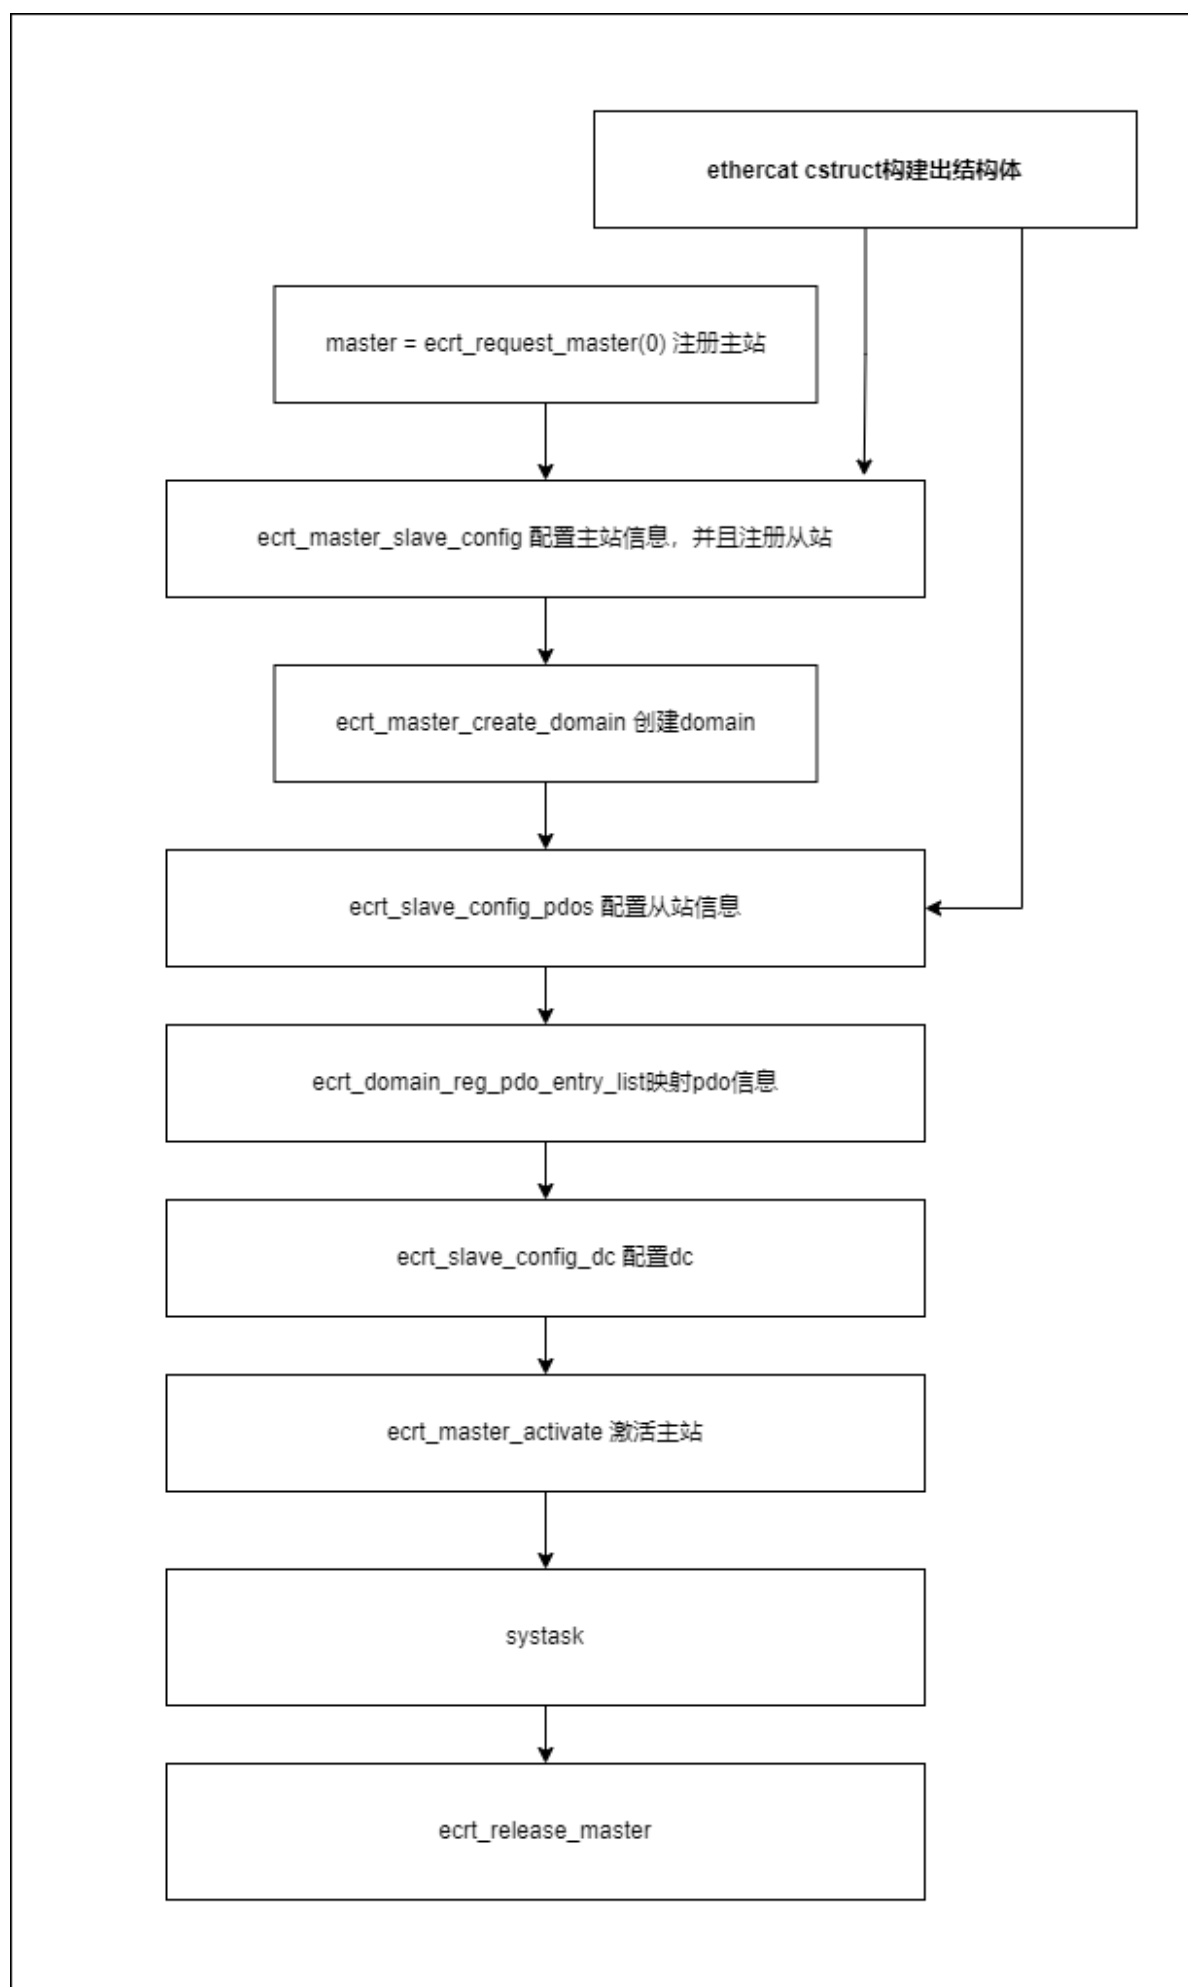 ethercat cstruct构建出结构体
master = ecrt_request_master(0) 注册主站
ecrt_master_slave_config 配置主站信息，并且注册从站
ecrt_master_create_domain 创建domain
ecrt_slave_config_pdos 配置从站信息
ecrt_domain_reg_pdo_entry_list映射pdo信息
ecrt_slave_config_dc 配置dc
ecrt_master_activate 激活主站
systask
ecrt_release_master